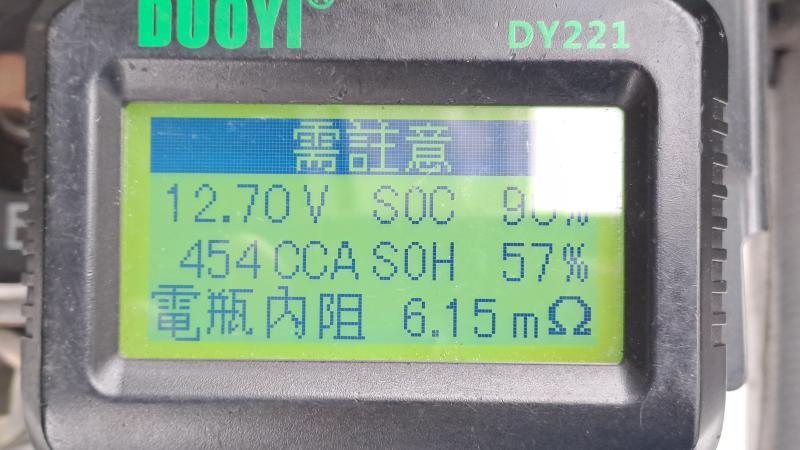 DUOYI®
DY221
需註意
12.70V SOC
454CCA SOH 57%
電瓶內阻 6.15mΩ